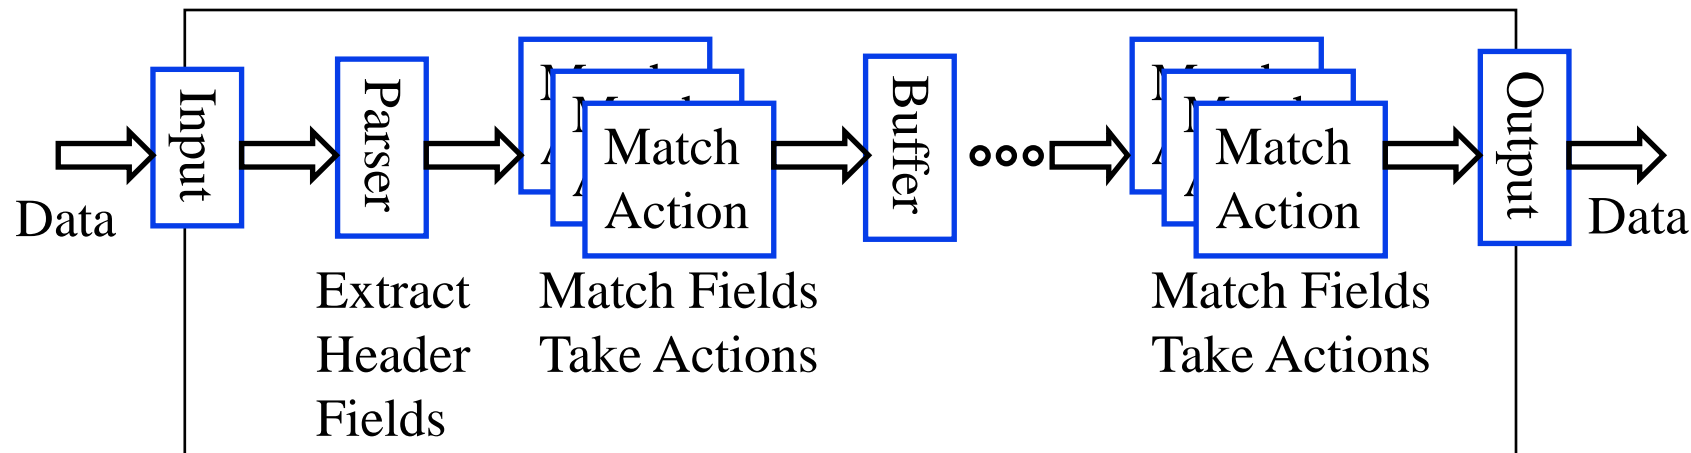 Data
Input
Parser
Extract
Header
Fields
Match
Action
Match Fields
Take Actions
Buffer
Match
Action
Match Fields
Take Actions
Output
Data